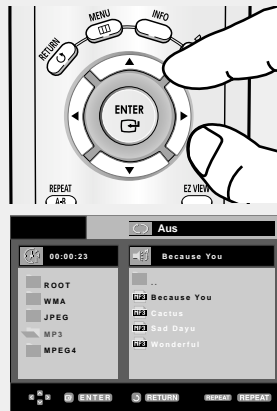 MENU
INFO
RETURN
ENTER
REPEAT
A-B
EZ VIEW
Aus
00:00:23
Because You
ROOT
WMA
JPEG
MP3
MPEG4
..
MP3 Because You
MP3 Cactus
MP3 Sad Dayu
MP3 Wonderful
ENTER
RETURN
REPEAT
REPEAT